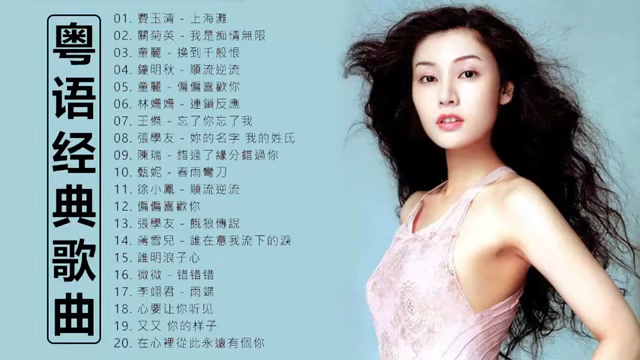 粤语经典歌曲
01. 費玉清 - 上海灘
02. 關菊英 - 我是痴情無限
03. 童麗 - 換到千般恨
04. 鐘明秋 - 順流逆流
05. 童麗 - 偏偏喜歡你
06. 林姍姍 - 連鎖反應
07. 王傑 - 忘了你忘了我
08. 張學友 - 妳的名字 我的姓氏
09. 陳瑞 - 錯過了緣分錯過你
10. 甄妮 - 春雨彎刀
11. 徐小鳳 - 順流逆流
12. 偏偏喜歡你
13. 張學友 - 餓狼傳說
14. 蔣雪兒 - 誰在意我流下的淚
15. 誰明浪子心
16. 微微 - 错错错
17. 李翊君 - 雨蝶
18. 心要让你听见
19. 又又 你的样子
20. 在心裡從此永遠有個你